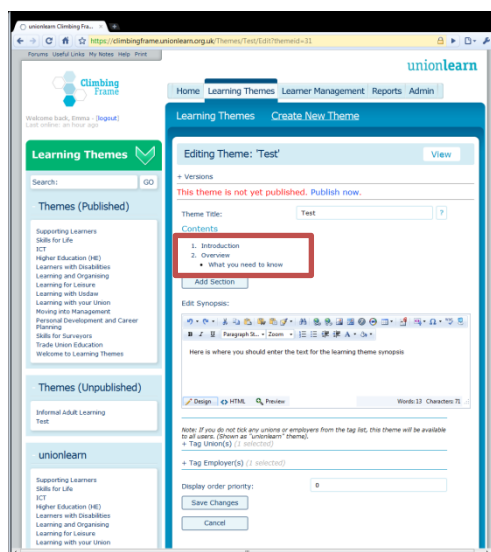 unionlearn Climbing Fra...
https://climbingframe.unionlearn.org.uk/Themes/Test/Edit?themeid=31
Forums Useful Links My Notes Help Print
unionlearn
Climbing
Frame
Home Learning Themes Learner Management Reports Admin
Welcome back, Emma - [logout]
Last online: an hour ago
Learning Themes Create New Theme
Learning Themes
Search: GO
Themes (Published)
Supporting Learners
Skills for Life
ICT
Higher Education (HE)
Learners with Disabilities
Learning and Organising
Learning for Leisure
Learning with Usdaw
Learning with your Union
Moving into Management
Personal Development and Career
Planning
Skills for Surveyors
Trade Union Education
Welcome to Learning Themes
Themes (Unpublished)
Informal Adult Learning
Test
unionlearn
Supporting Learners
Skills for Life
ICT
Higher Education (HE)
Learners with Disabilities
Learning and Organising
Learning for Leisure
Learning with your Union
Editing Theme: 'Test' View
+ Versions
This theme is not yet published. Publish now.
Theme Title: Test ?
Contents
1. Introduction
2. Overview
• What you need to know
Add Section
Edit Synopsis:
B I U Paragraph St... Zoom
Here is where you should enter the text for the learning theme synopsis
Design HTML Preview Words: 13 Characters: 71
Note: If you do not tick any unions or employers from the tag list, this theme will be available
to all users. (Shown as "unionlearn" theme).
+ Tag Union(s) (1 selected)
+ Tag Employer(s) (1 selected)
Display order priority: 0
Save Changes
Cancel